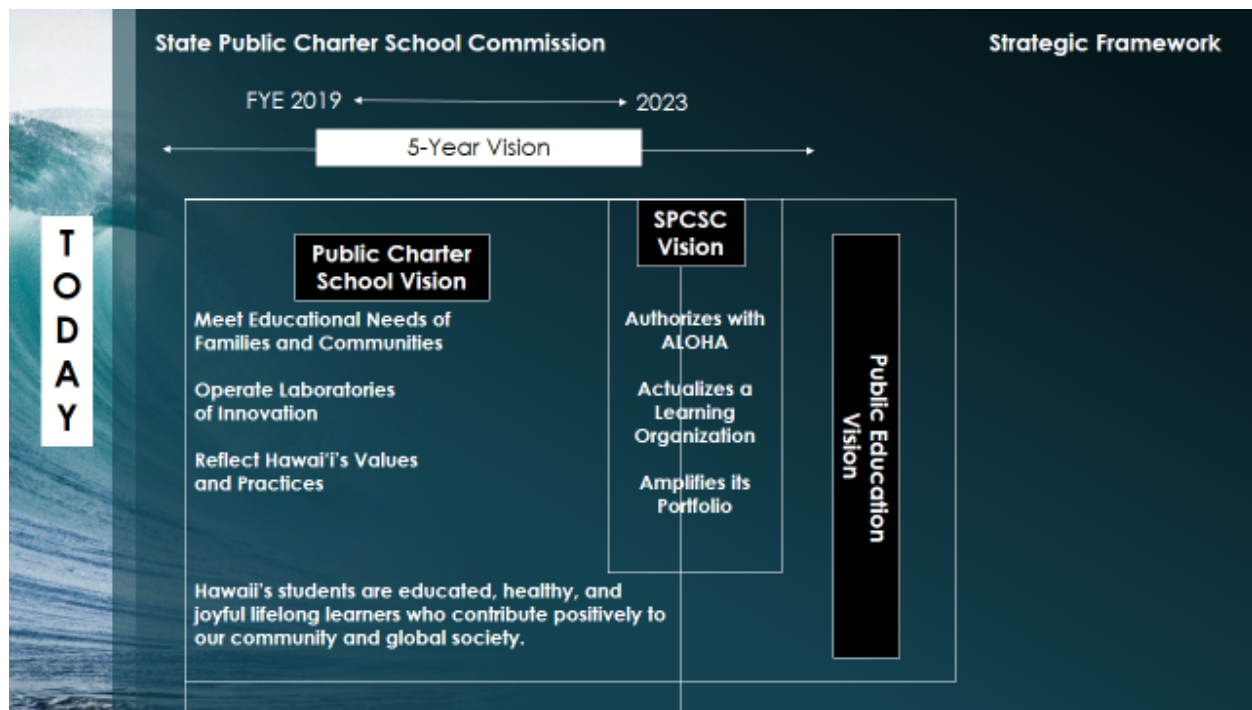 State Public Charter School Commission
Strategic Framework
FYE 2019
2023
5-Year Vision
TODAY
Public Charter
School Vision
Meet Educational Needs of
Families and Communities
Operate Laboratories
of Innovation
Reflect Hawai‘i’s Values
and Practices
Hawaii’s students are educated, healthy, and
joyful lifelong learners who contribute positively to
our community and global society.
SPCSC
Vision
Authorizes with
ALOHA
Actualizes a
Learning
Organization
Amplifies its
Portfolio
Public Education
Vision